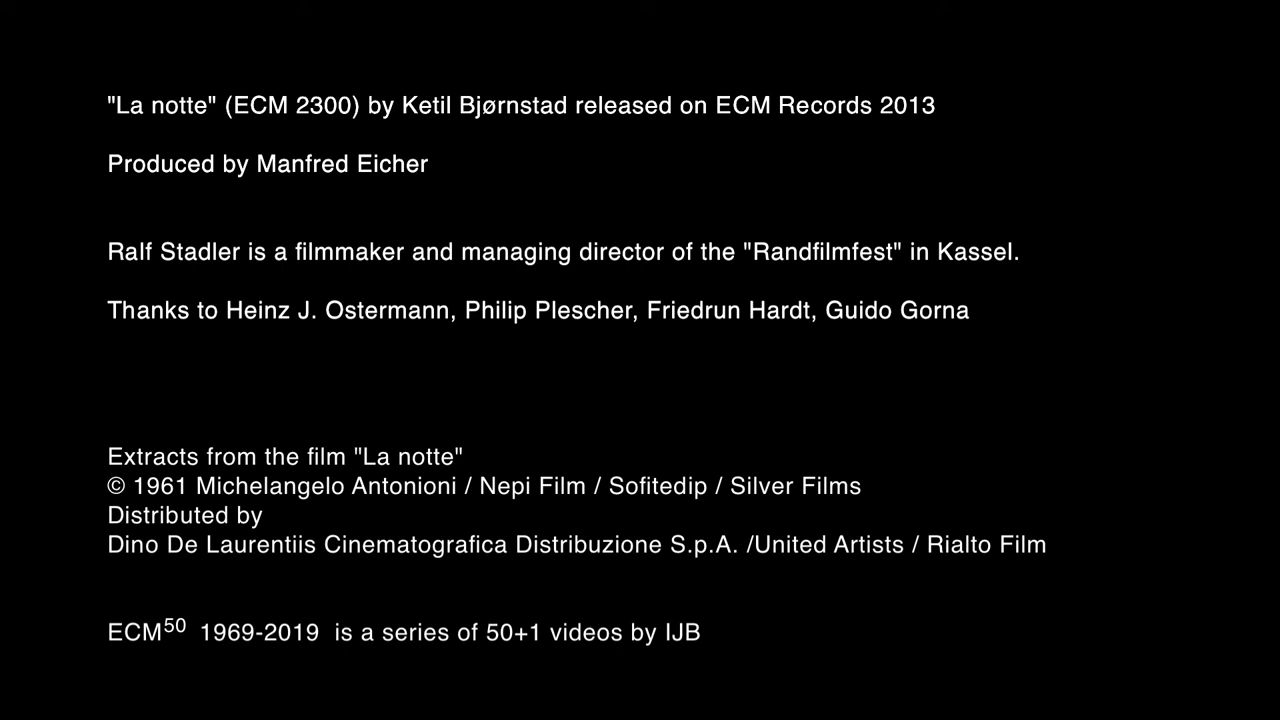 "La notte" (ECM 2300) by Ketil Bjørnstad released on ECM Records 2013
Produced by Manfred Eicher
Ralf Stadler is a filmmaker and managing director of the "Randfilmfest" in Kassel.
Thanks to Heinz J. Ostermann, Philip Plescher, Friedrun Hardt, Guido Gorna
Extracts from the film "La notte"
© 1961 Michelangelo Antonioni / Nepi Film / Sofitedip / Silver Films
Distributed by
Dino De Laurentiis Cinematografica Distribuzione S.p.A. /United Artists / Rialto Film
ECM⁵⁰ 1969-2019 is a series of 50+1 videos by IJB